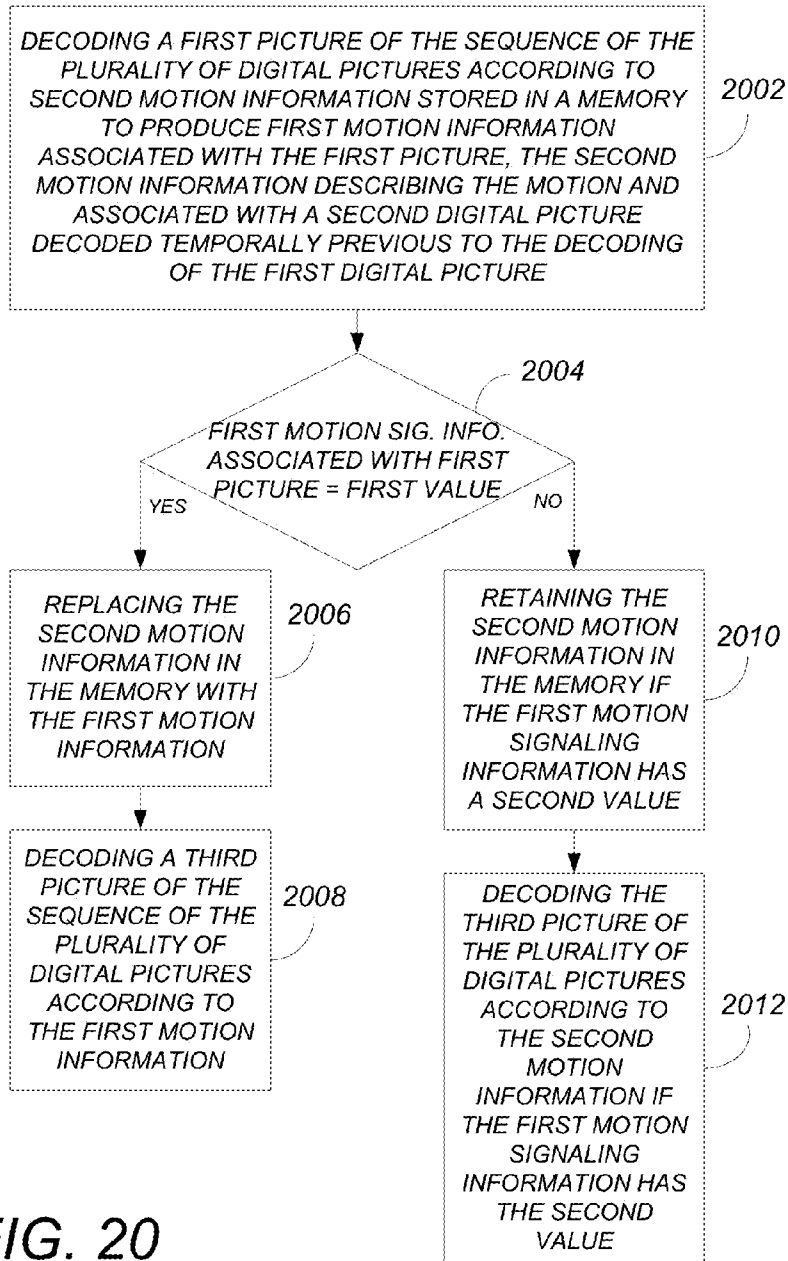 DECODING A FIRST PICTURE OF THE SEQUENCE OF THE
PLURALITY OF DIGITAL PICTURES ACCORDING TO
SECOND MOTION INFORMATION STORED IN A MEMORY
TO PRODUCE FIRST MOTION INFORMATION
ASSOCIATED WITH THE FIRST PICTURE, THE SECOND
MOTION INFORMATION DESCRIBING THE MOTION AND
ASSOCIATED WITH A SECOND DIGITAL PICTURE
DECODED TEMPORALLY PREVIOUS TO THE DECODING
OF THE FIRST DIGITAL PICTURE
2002
2004
FIRST MOTION SIG. INFO.
ASSOCIATED WITH FIRST
PICTURE = FIRST VALUE
YES
NO
REPLACING THE
SECOND MOTION
INFORMATION IN
THE MEMORY WITH
THE FIRST MOTION
INFORMATION
2006
RETAINING THE
SECOND MOTION
INFORMATION IN
THE MEMORY IF
THE FIRST MOTION
SIGNALING
INFORMATION HAS
A SECOND VALUE
2010
DECODING A THIRD
PICTURE OF THE
SEQUENCE OF THE
PLURALITY OF
DIGITAL PICTURES
ACCORDING TO
THE FIRST MOTION
INFORMATION
2008
DECODING THE
THIRD PICTURE OF
THE PLURALITY OF
DIGITAL PICTURES
ACCORDING TO
THE SECOND
MOTION
INFORMATION IF
THE FIRST MOTION
SIGNALING
INFORMATION HAS
THE SECOND
VALUE
2012
FIG. 20